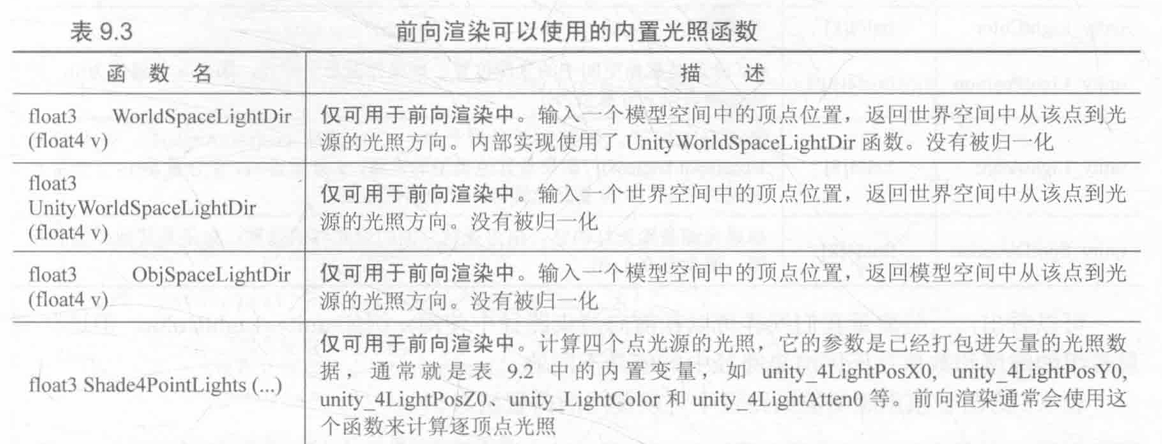 表 9.3 前向渲染可以使用的内置光照函数
函 数 名 描 述
float3 WorldSpaceLightDir
(float4 v)
仅可用于前向渲染中。输入一个模型空间中的顶点位置，返回世界空间中从该点到光
源的光照方向。内部实现使用了 UnityWorldSpaceLightDir 函数。没有被归一化
float3
UnityWorldSpaceLightDir
(float4 v)
仅可用于前向渲染中。输入一个世界空间中的顶点位置，返回世界空间中从该点到光
源的光照方向。没有被归一化
float3 ObjSpaceLightDir
(float4 v)
仅可用于前向渲染中。输入一个模型空间中的顶点位置，返回模型空间中从该点到光
源的光照方向。没有被归一化
float3 Shade4PointLights (...)
仅可用于前向渲染中。计算四个点光源的光照，它的参数是已经打包进矢量的光照数
据，通常就是表 9.2 中的内置变量，如 unity_4LightPosX0, unity_4LightPosY0,
unity_4LightPosZ0、unity_LightColor 和 unity_4LightAtten0 等。前向渲染通常会使用这
个函数来计算逐顶点光照